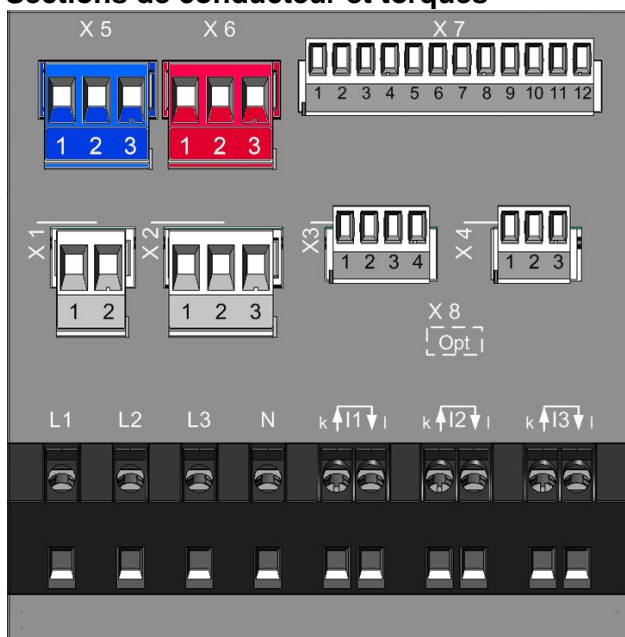 Sections de conducteur et torques
X 5 X 6 X 7
1 2 3 1 2 3 1 2 3 4 5 6 7 8 9 10 11 12
X 1 X 2 X3 X 4
1 2 3 4 1 2 3
1 2 1 2 3
X 8
Opt
L1 L2 L3 N k I1 l k I2 l k I3 l